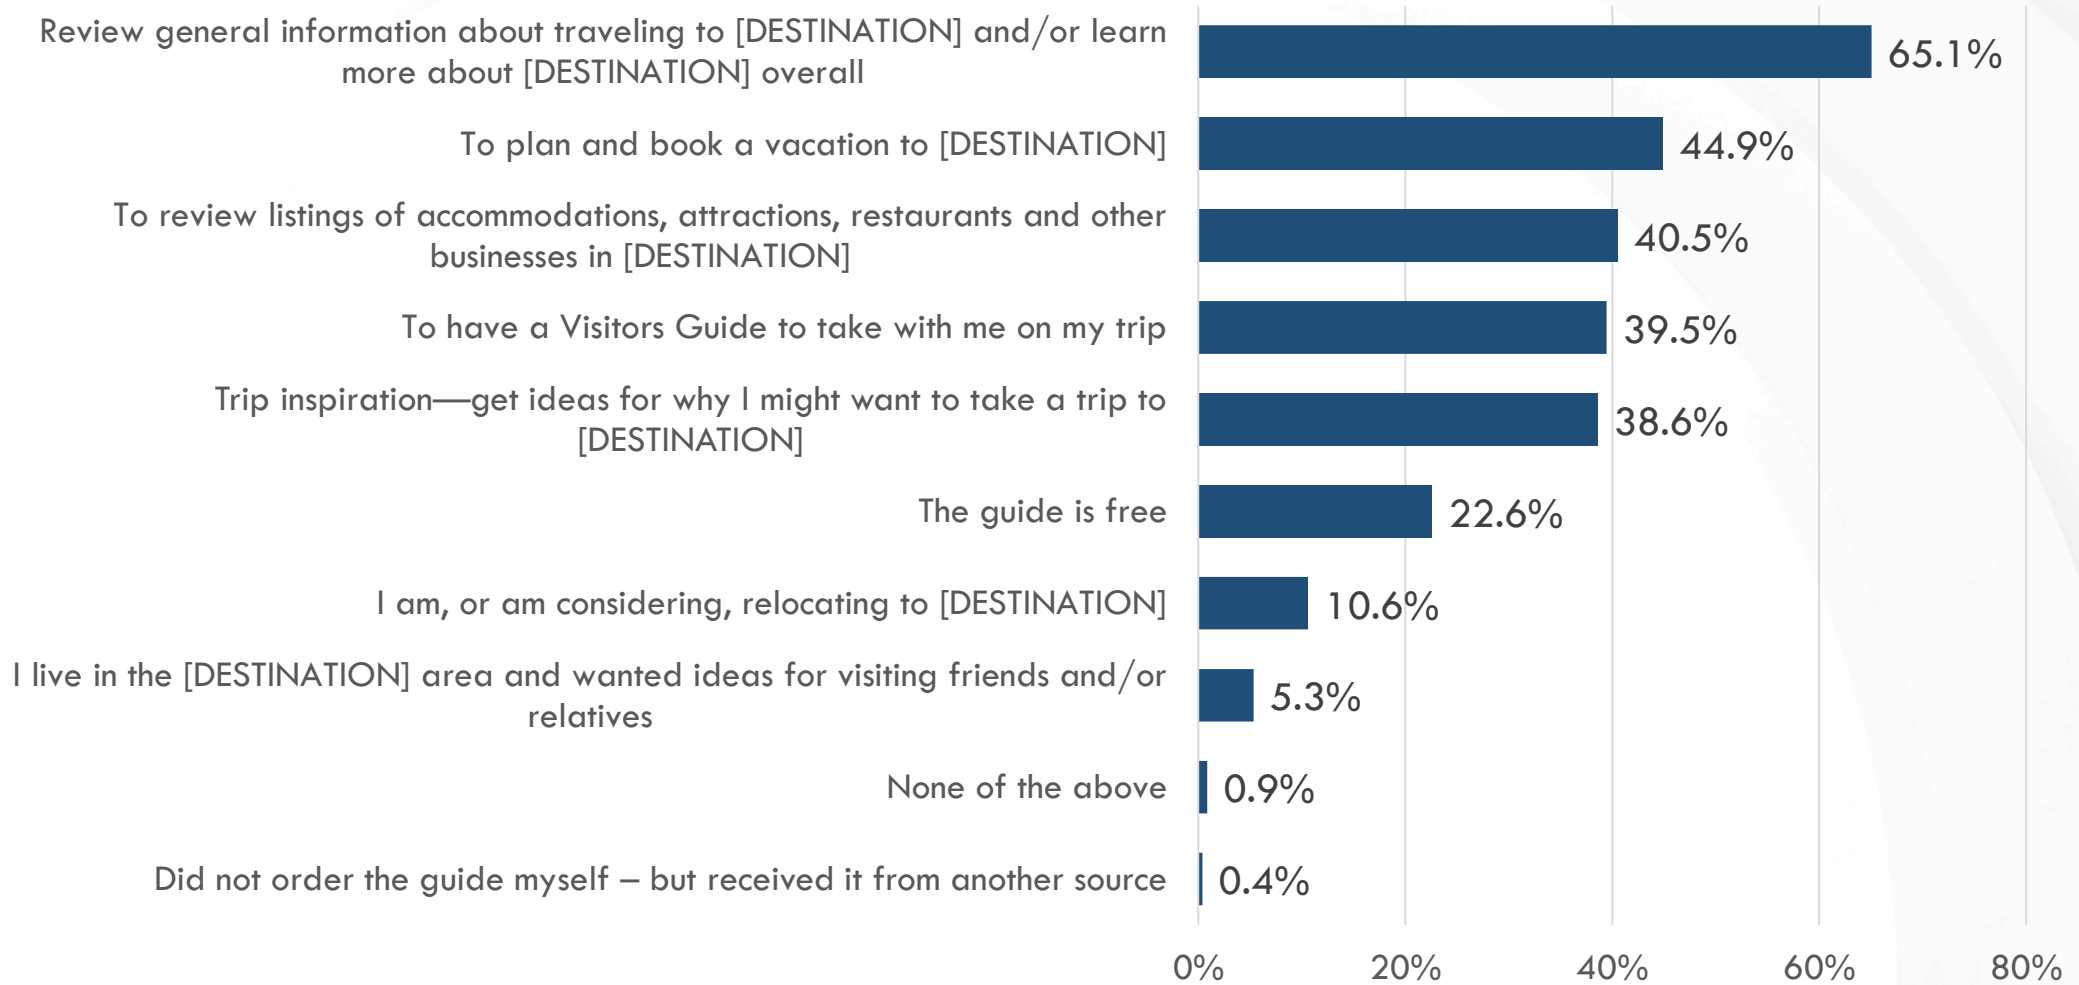 Review general information about traveling to [DESTINATION] and/or learn
more about [DESTINATION] overall
65.1%
To plan and book a vacation to [DESTINATION]
44.9%
To review listings of accommodations, attractions, restaurants and other
businesses in [DESTINATION]
40.5%
To have a Visitors Guide to take with me on my trip
39.5%
Trip inspiration—get ideas for why I might want to take a trip to
[DESTINATION]
38.6%
The guide is free
22.6%
I am, or am considering, relocating to [DESTINATION]
10.6%
I live in the [DESTINATION] area and wanted ideas for visiting friends and/or
relatives
5.3%
None of the above
0.9%
Did not order the guide myself – but received it from another source
0.4%
0% 20% 40% 60% 80%